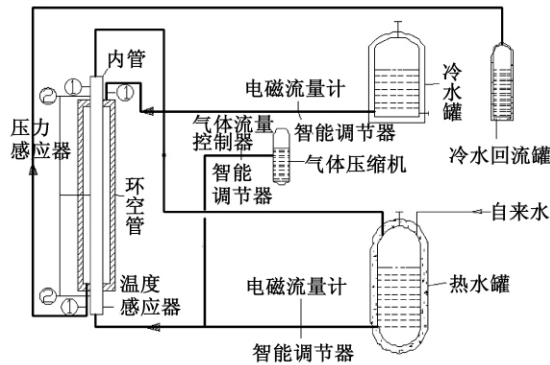 内管
电磁流量计
冷
水
罐
气体流量
控制器
智能调节器
压力
感应器
智能
调节器
气体压缩机
冷水回流罐
环
空
管
自来水
温度
感应器
电磁流量计
热水罐
智能调节器